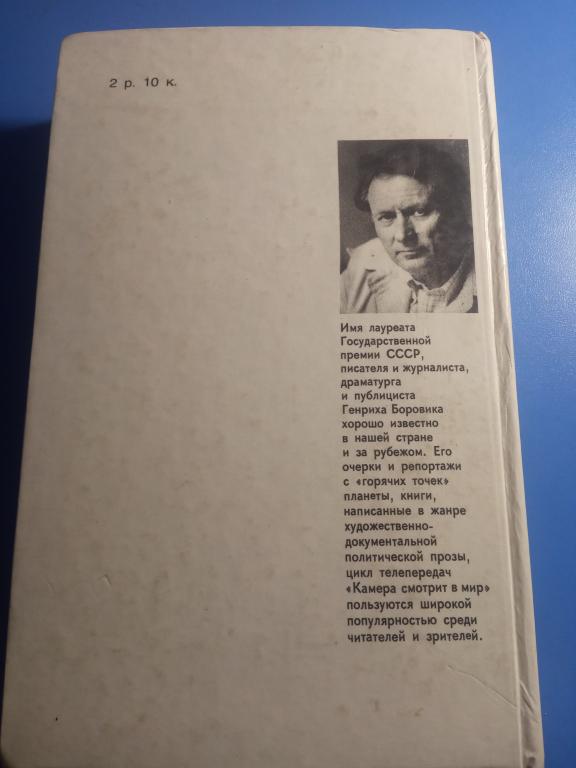 2 р. 10 к.
Имя лауреата
Государственной
премии СССР,
писателя и журналиста,
драматурга
и публициста
Генриха Боровика
хорошо известно
в нашей стране
и за рубежом. Его
очерки и репортажи
с «горячих точек»
планеты, книги,
написанные в жанре
художественно-
документальной
политической прозы,
цикл телепередач
«Камера смотрит в мир»
пользуются широкой
популярностью среди
читателей и зрителей.